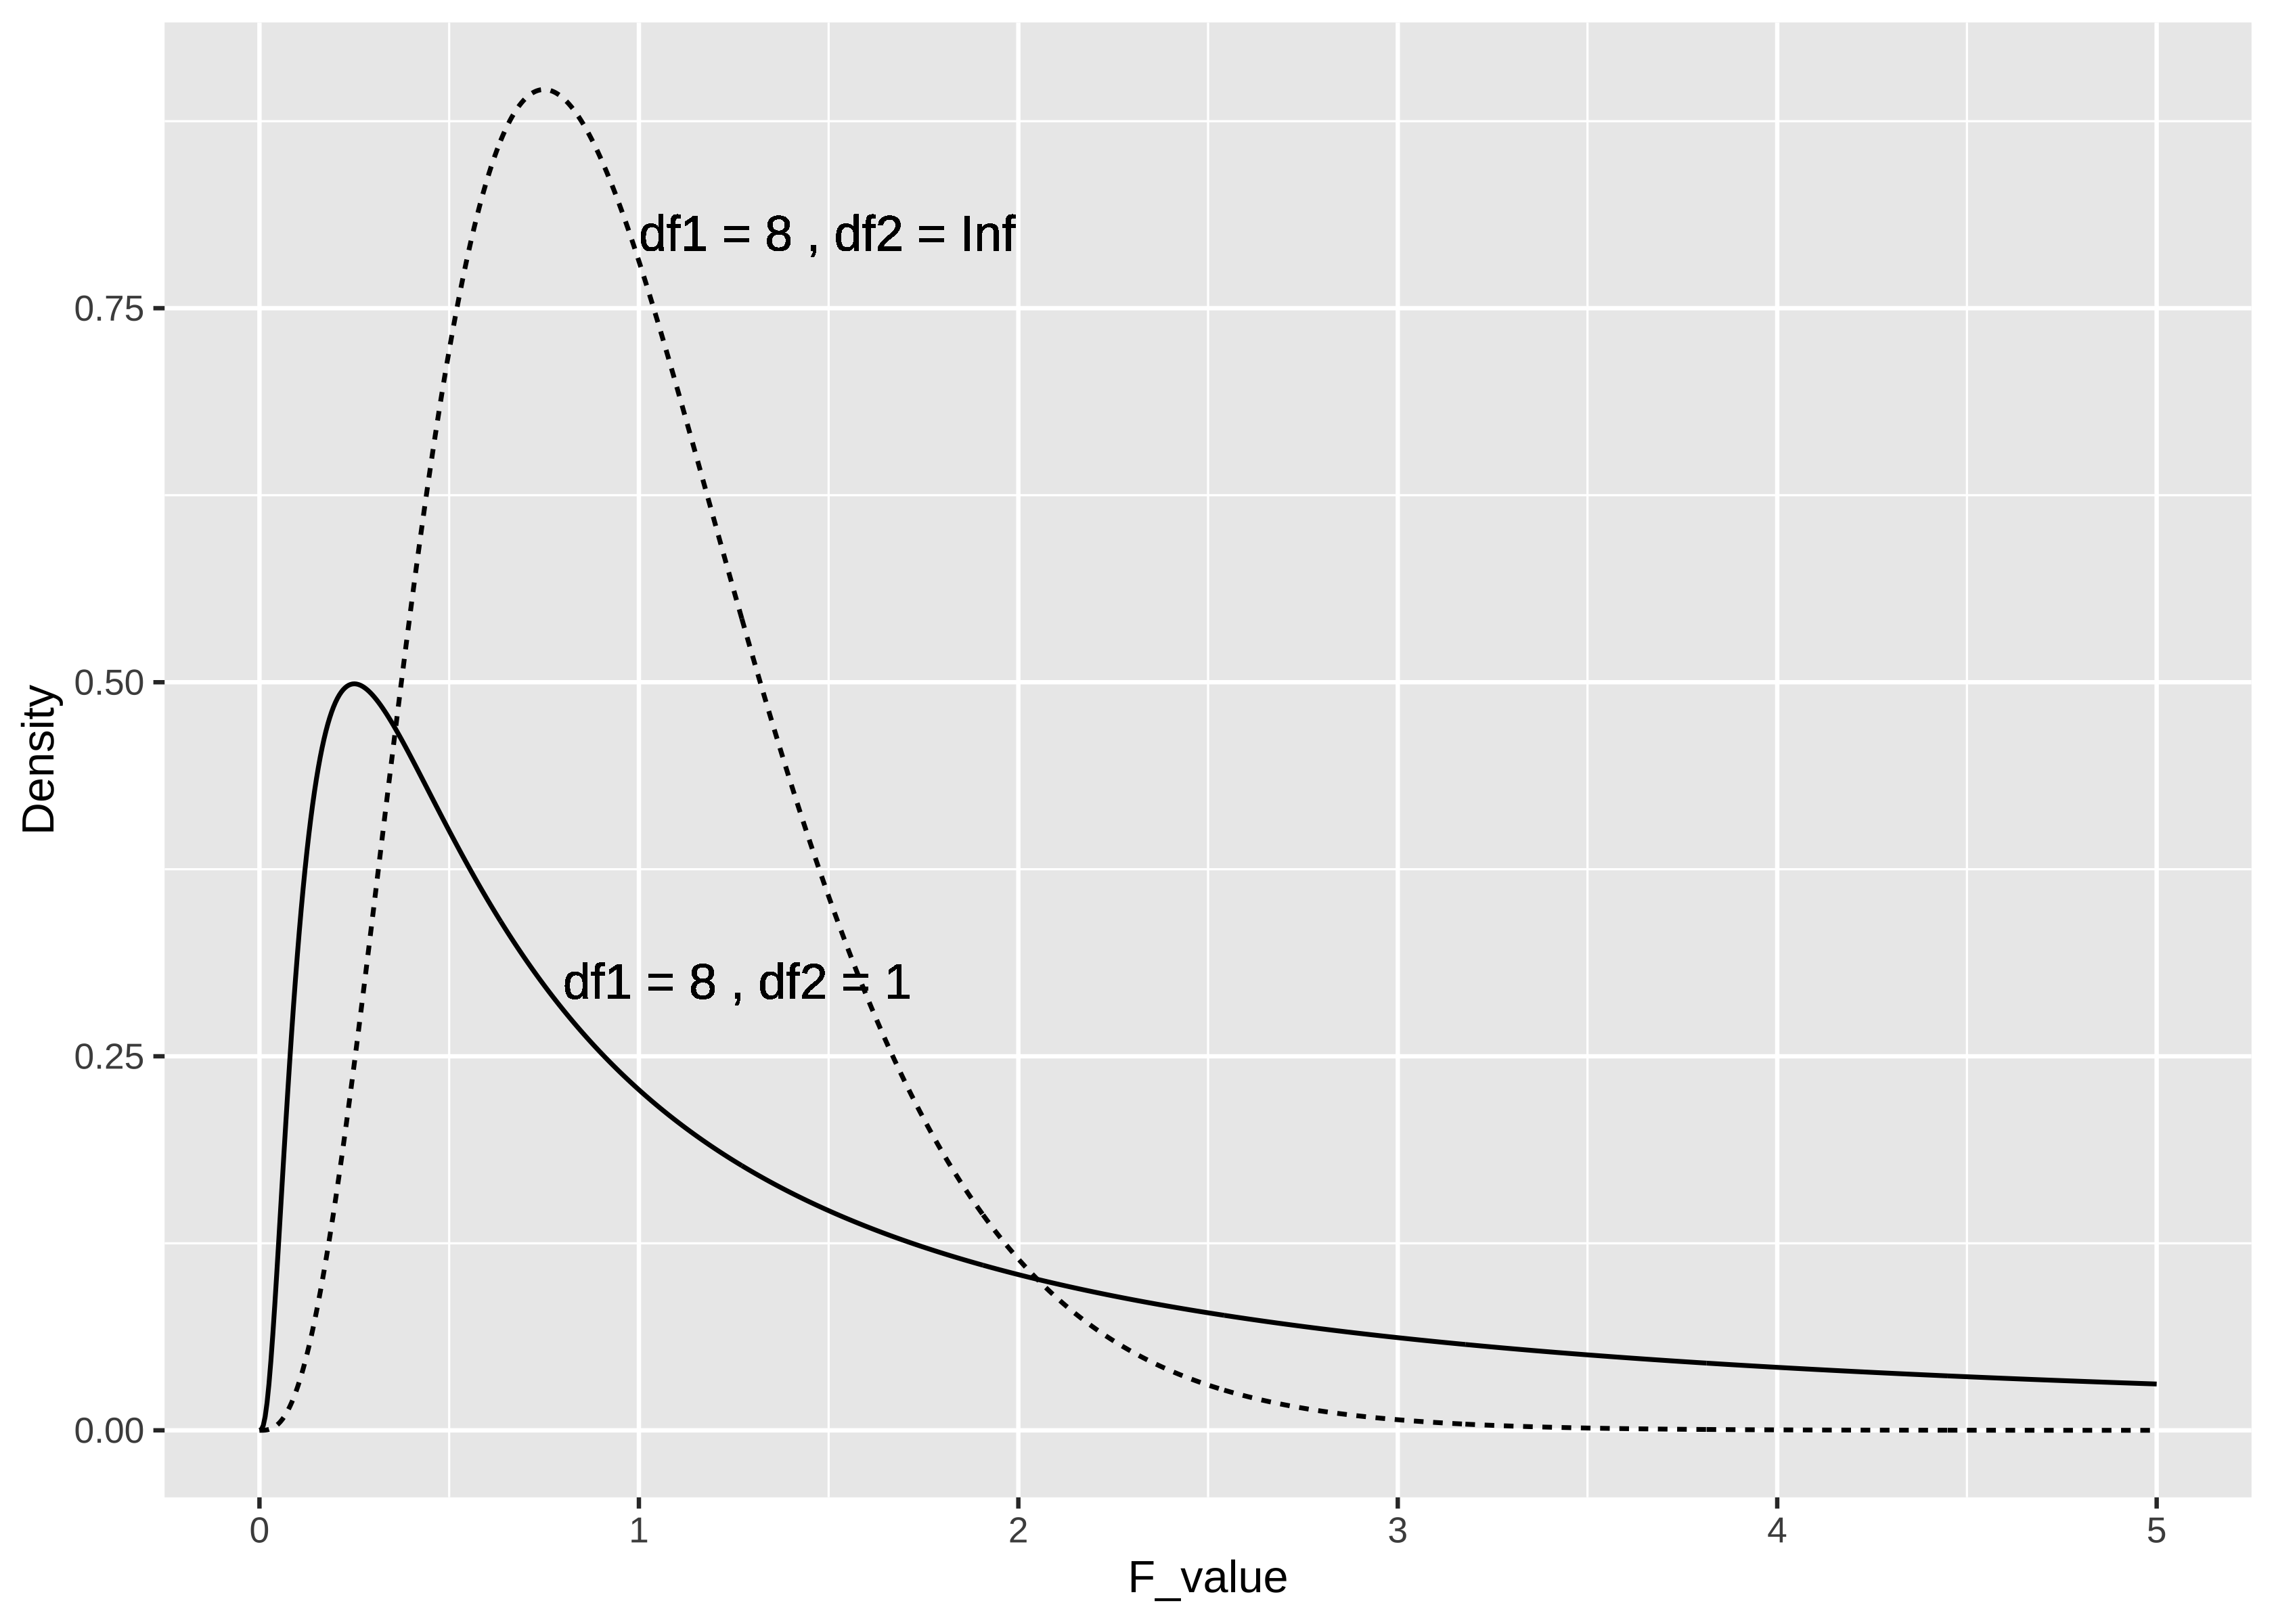 df1 = 8 , df2 = Inf
0.75
0.50
Density
df1 = 8 , df2 = 1
0.25
0.00
0 1 2 3 4 5
F_value